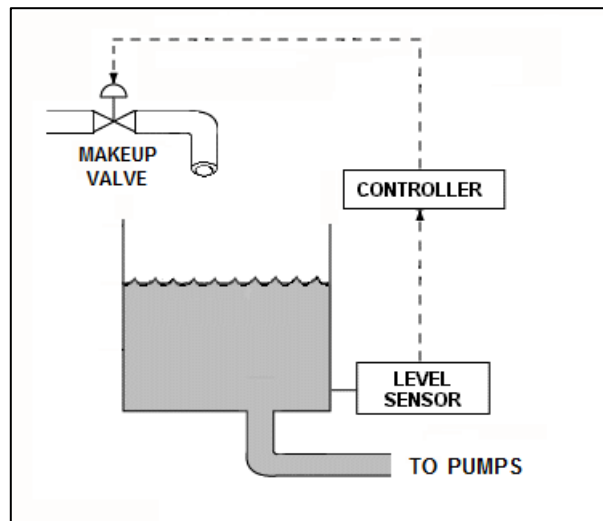 MAKEUP
VALVE
CONTROLLER
LEVEL
SENSOR
TO PUMPS